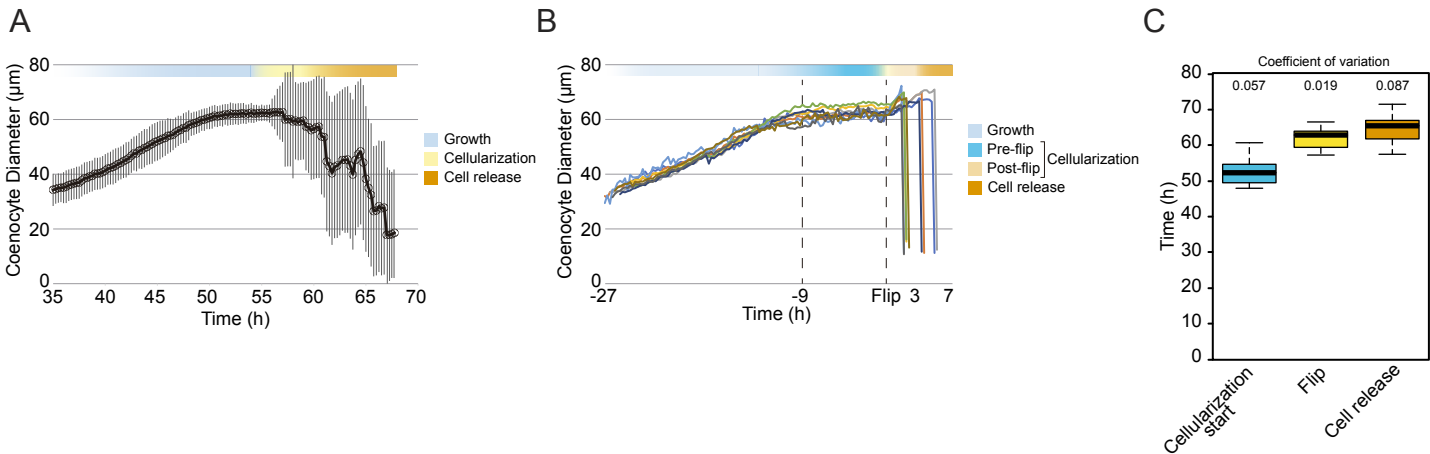 A
Coenocyte Diameter (µm)
80
60
40
20
0
35 40 45 50 55 60 65 70
Time (h)
Growth
Cellularization
Cell release
B
Coenocyte Diameter (µm)
80
60
40
20
0
-27 -9 Flip 3 7
Time (h)
Growth
Pre-flip
Post-flip
Cellularization
Cell release
C
Coefficient of variation
0.057 0.019 0.087
Time (h)
80
70
60
50
40
30
20
10
0
Cellularization
start
Flip
Cell release